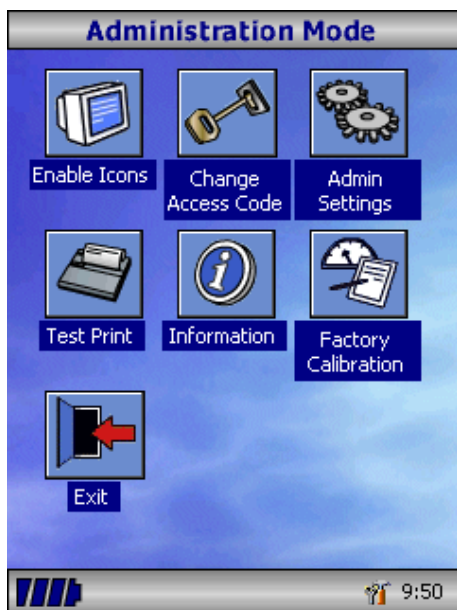 Administration Mode
Enable Icons
Change
Access Code
Admin
Settings
Test Print
Information
Factory
Calibration
Exit
9:50